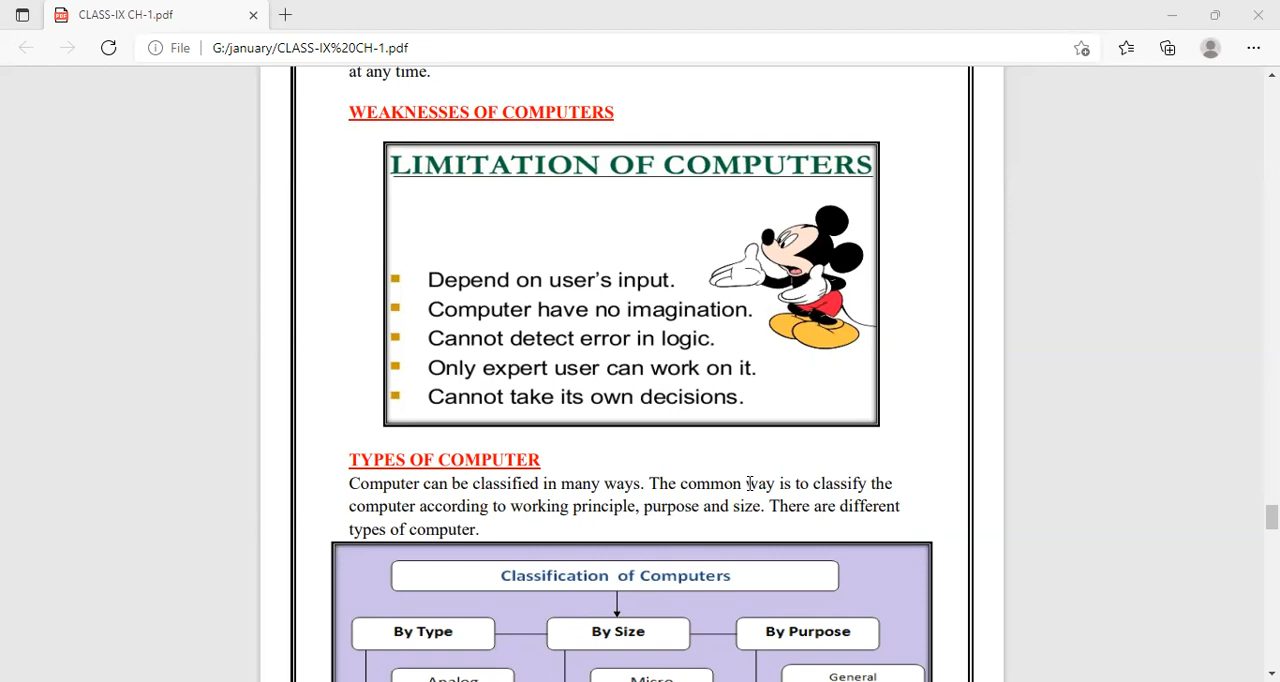 CLASS-IX CH-1.pdf
File G:/january/CLASS-IX%20CH-1.pdf
at any time.
WEAKNESSES OF COMPUTERS
LIMITATION OF COMPUTERS
Depend on user's input.
Computer have no imagination.
Cannot detect error in logic.
Only expert user can work on it.
Cannot take its own decisions.
TYPES OF COMPUTER
Computer can be classified in many ways. The common way is to classify the
computer according to working principle, purpose and size. There are different
types of computer.
Classification of Computers
By Type By Size By Purpose
Analog Micro General